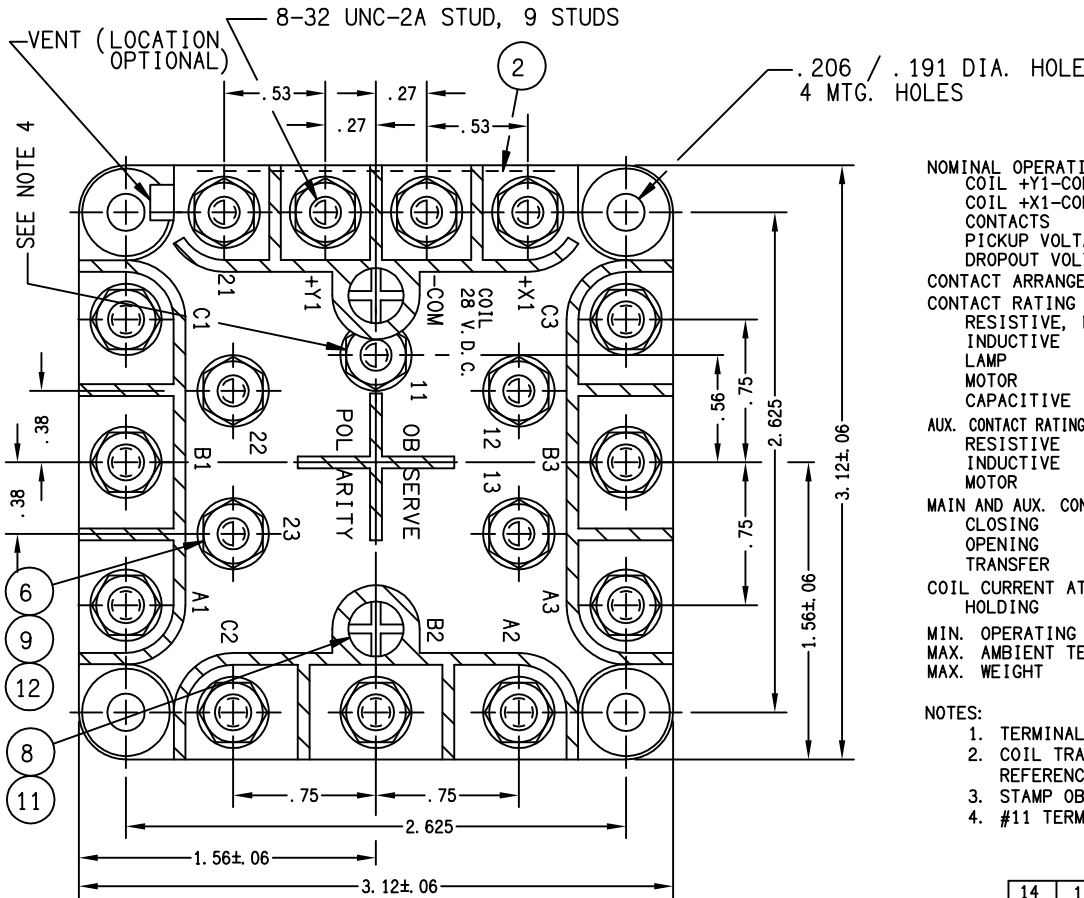 8-32 UNC-2A STUD, 9 STUDS
VENT (LOCATION
OPTIONAL)
2
.206 / .191 DIA. HOLE
4 MTG. HOLES
.53
.27
.27
.53
SEE NOTE 4
21
+Y1
-COM
+X1
COIL
28 V.D.C.
C1
C3
11
22
12
B1
B3
POL
ARITY
OB
SERVE
23
13
A1
A3
C2
B2
A2
.38
.38
.56
.75
.75
2.625
3.12±.06
1.56±.06
6
9
12
8
11
.75
.75
2.625
1.56±.06
3.12±.06
NOMINAL OPERATI
COIL +Y1-CO
COIL +X1-CO
CONTACTS
PICKUP VOLT
DROPOUT VOL
CONTACT ARRANGE
CONTACT RATING
RESISTIVE,
INDUCTIVE
LAMP
MOTOR
CAPACITIVE
AUX. CONTACT RATING
RESISTIVE
INDUCTIVE
MOTOR
MAIN AND AUX. CON
CLOSING
OPENING
TRANSFER
COIL CURRENT AT
HOLDING
MIN. OPERATING
MAX. AMBIENT TE
MAX. WEIGHT
NOTES:
1. TERMINAL
2. COIL TRA
REFERENC
3. STAMP OB
4. #11 TERM
14 1